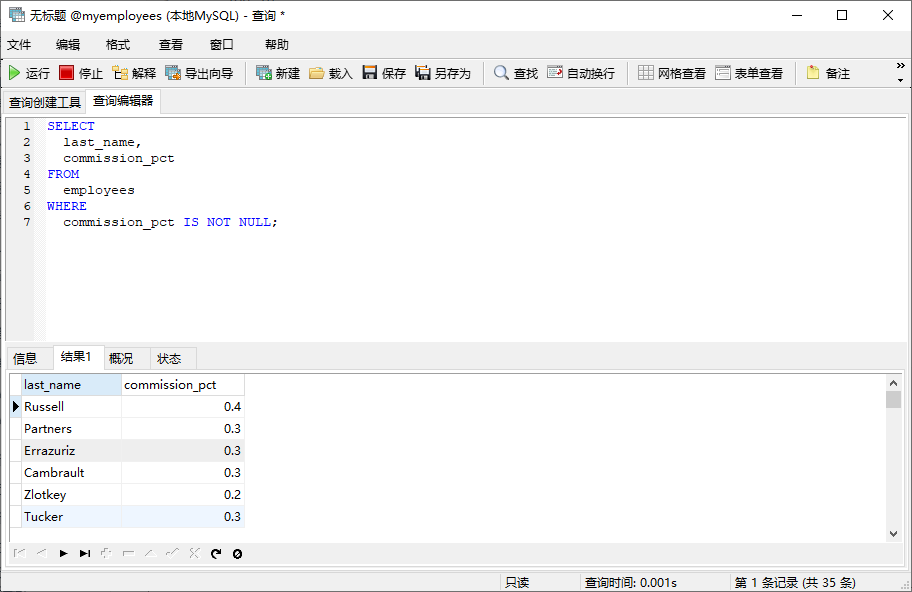 无标题 @myemployees (本地MySQL) - 查询 *
文件 编辑 格式 查看 窗口 帮助
运行 停止 解释 导出向导 新建 载入 保存 另存为 查找 自动换行 网格查看 表单查看 备注 »
查询创建工具 查询编辑器
1 SELECT
2 last_name,
3 commission_pct
4 FROM
5 employees
6 WHERE
7 commission_pct IS NOT NULL;
信息 结果1 概况 状态
last_name commission_pct
Russell 0.4
Partners 0.3
Errazuriz 0.3
Cambrault 0.3
Zlotkey 0.2
Tucker 0.3
只读 查询时间: 0.001s 第 1 条记录 (共 35 条)